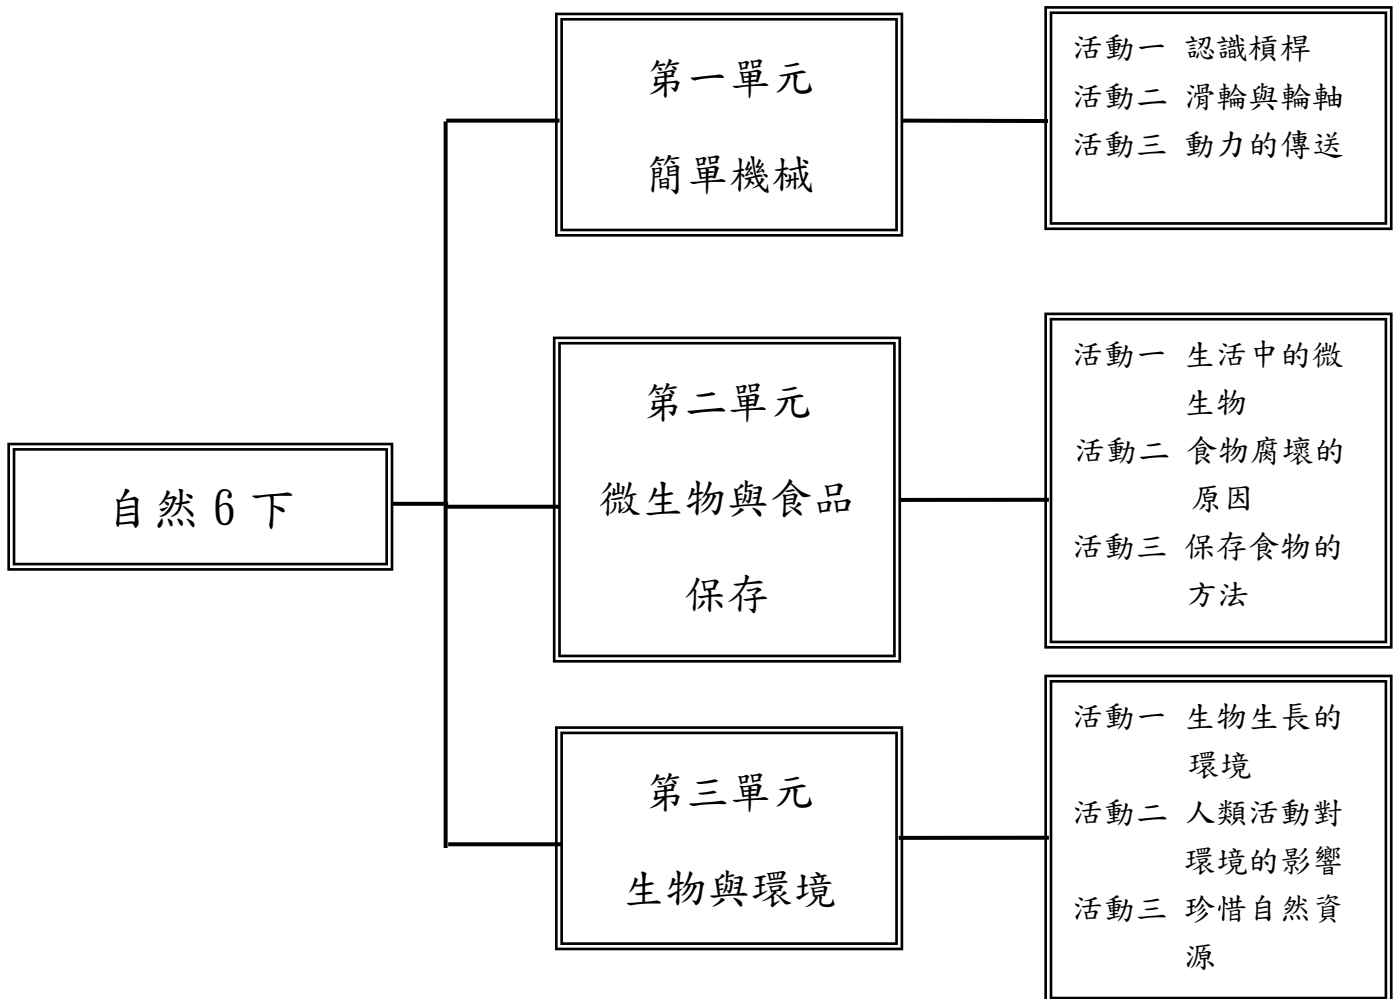 自然 6 下
第一單元
簡單機械
活動一 認識槓桿
活動二 滑輪與輪軸
活動三 動力的傳送
第二單元
微生物與食品
保存
活動一 生活中的微
生物
活動二 食物腐壞的
原因
活動三 保存食物的
方法
第三單元
生物與環境
活動一 生物生長的
環境
活動二 人類活動對
環境的影響
活動三 珍惜自然資
源